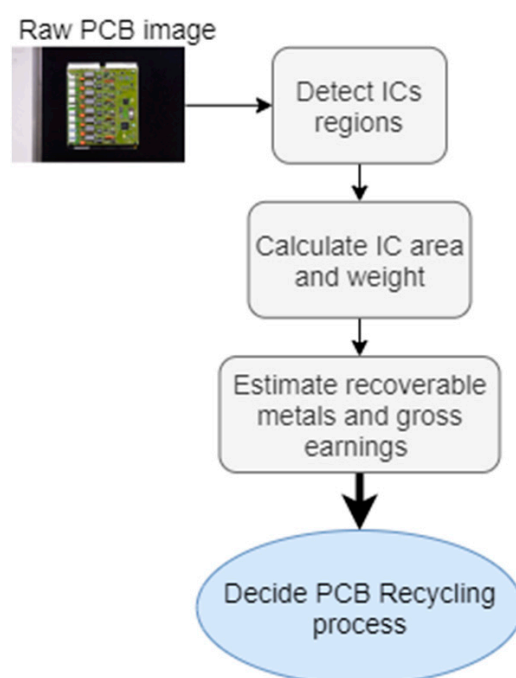 Raw PCB image
Detect ICs
regions
Calculate IC area
and weight
Estimate recoverable
metals and gross
earnings
Decide PCB Recycling
process